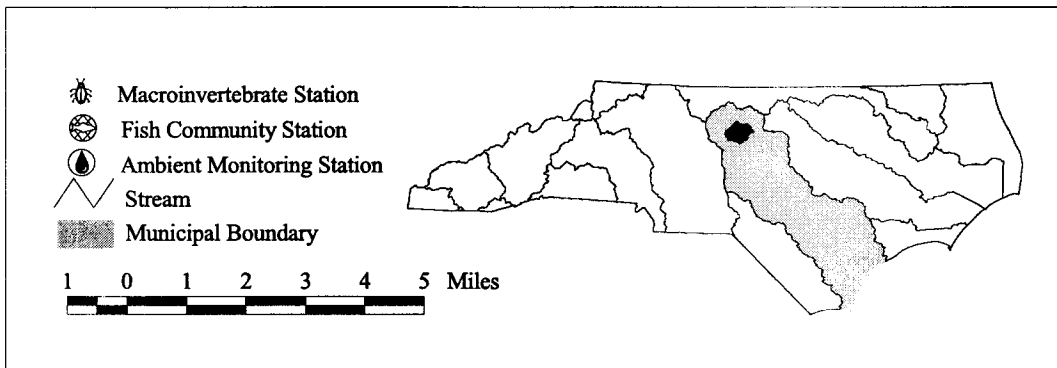 Macroinvertebrate Station
Fish Community Station
Ambient Monitoring Station
Stream
Municipal Boundary
1 0 1 2 3 4 5 Miles